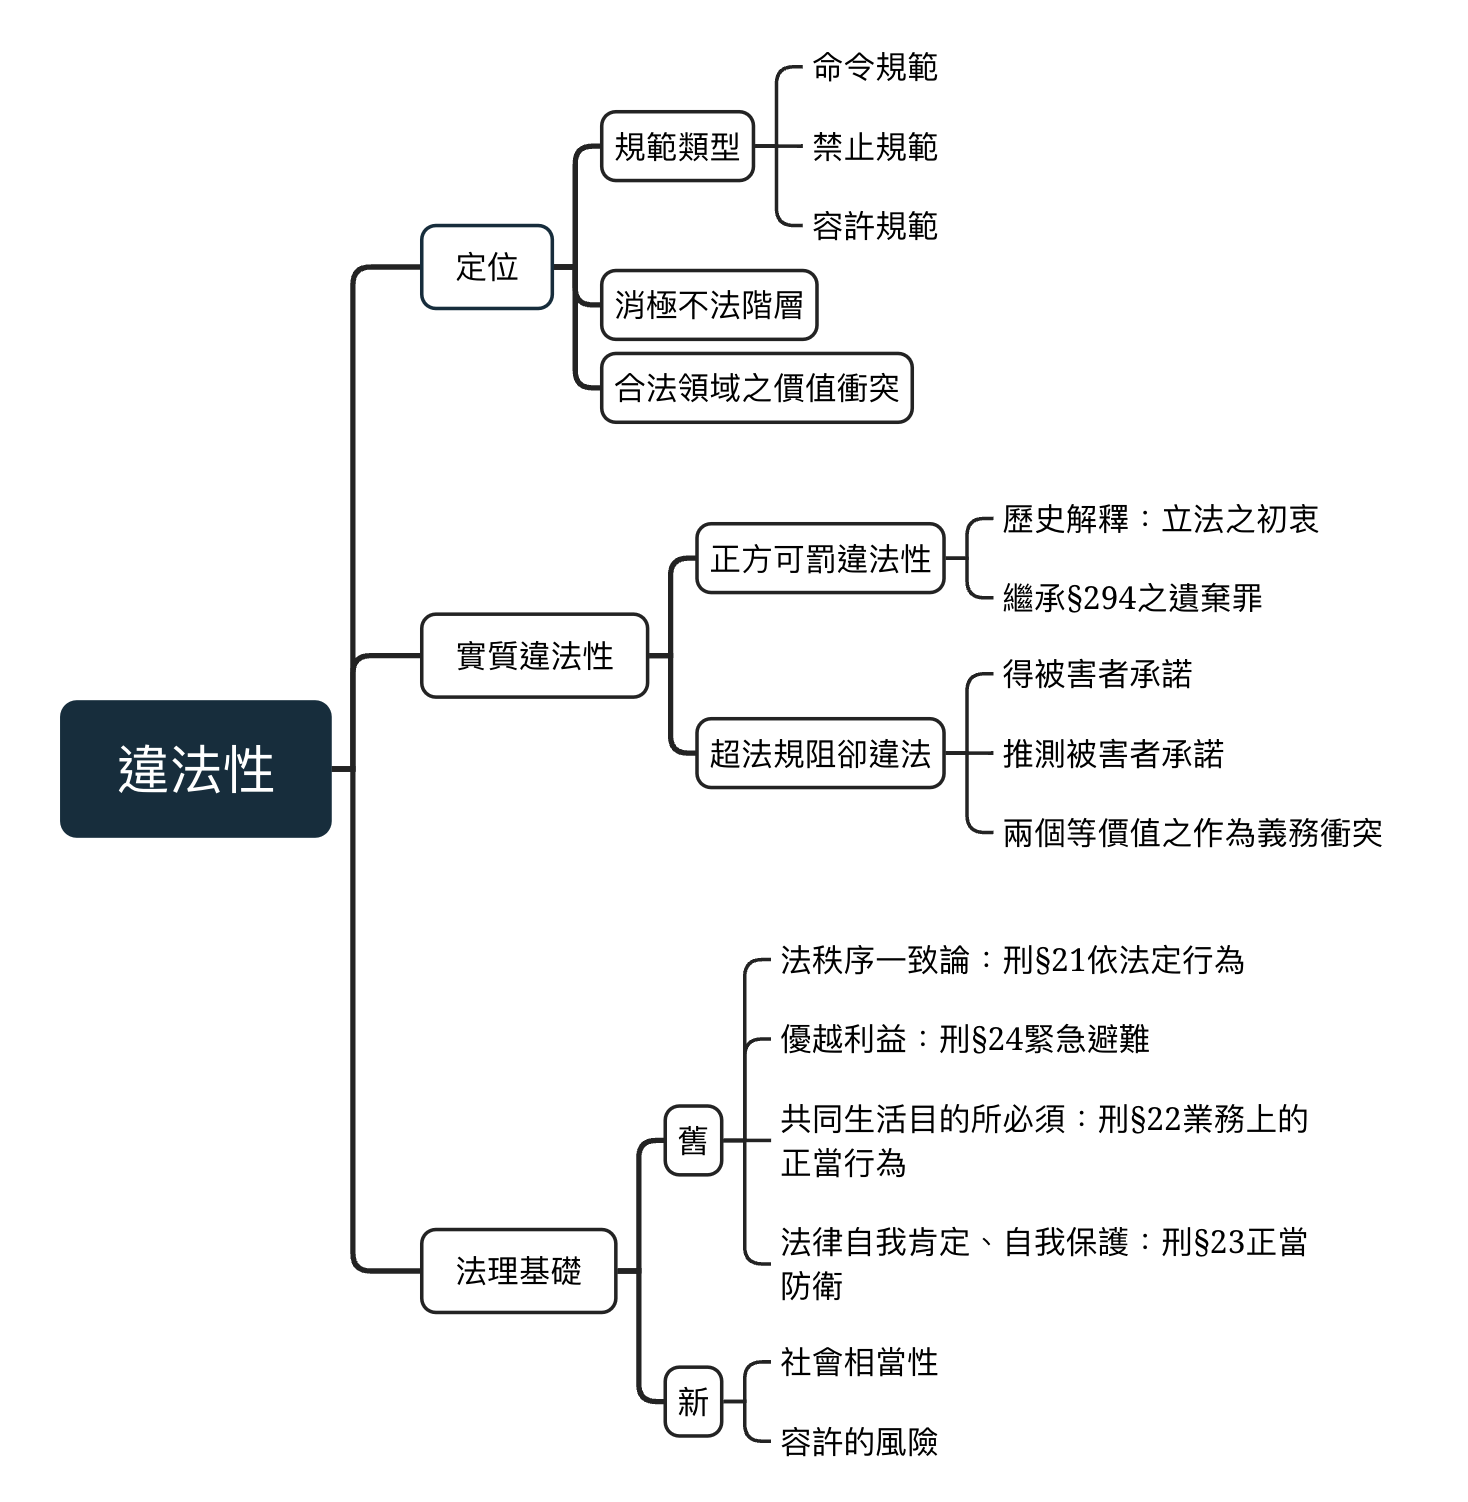 違法性
定位
規範類型
命令規範
禁止規範
容許規範
消極不法階層
合法領域之價值衝突
實質違法性
正方可罰違法性
歷史解釋：立法之初衷
繼承§294之遺棄罪
超法規阻卻違法
得被害者承諾
推測被害者承諾
兩個等價值之作為義務衝突
法理基礎
舊
法秩序一致論：刑§21依法定行為
優越利益：刑§24緊急避難
共同生活目的所必須：刑§22業務上的
正當行為
法律自我肯定、自我保護：刑§23正當
防衛
新
社會相當性
容許的風險